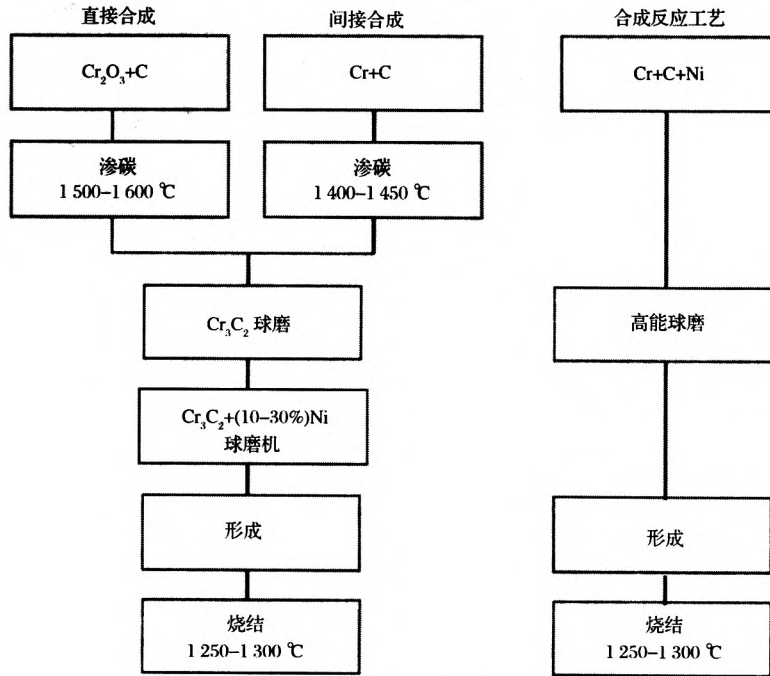 直接合成
间接合成
合成反应工艺
Cr₂O₃+C
Cr+C
Cr+C+Ni
渗碳
1 500–1 600 ℃
渗碳
1 400–1 450 ℃
Cr₃C₂ 球磨
高能球磨
Cr₃C₂+(10–30%)Ni
球磨机
形成
形成
烧结
1 250–1 300 ℃
烧结
1 250–1 300 ℃